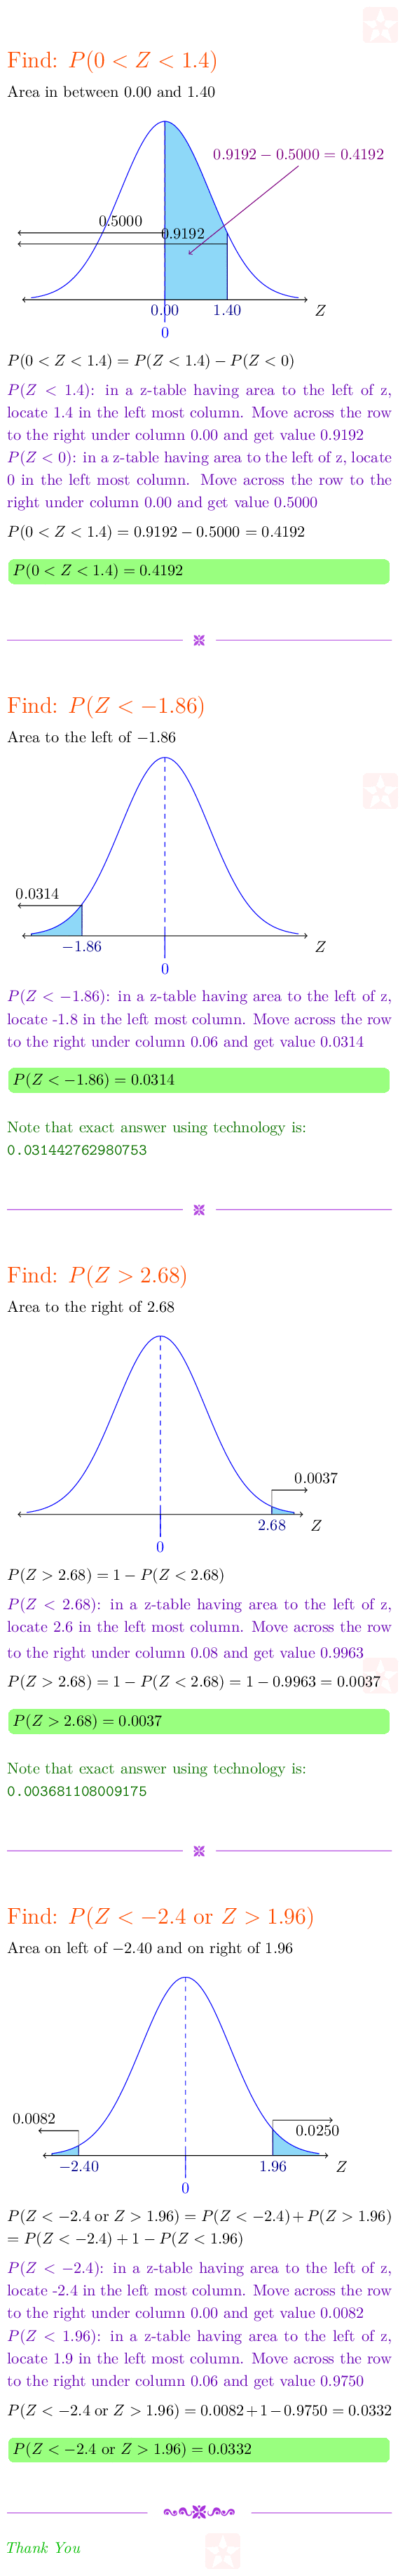 Find: P(0 < Z < 1.4)
Area in between 0.00 and 1.40
0.9192 − 0.5000 = 0.4192
0.5000
0.9192
0.00 1.40 Z
0
P(0 < Z < 1.4) = P(Z < 1.4) − P(Z < 0)
P(Z < 1.4): in a z-table having area to the left of z,
locate 1.4 in the left most column. Move across the row
to the right under column 0.00 and get value 0.9192
P(Z < 0): in a z-table having area to the left of z, locate
0 in the left most column. Move across the row to the
right under column 0.00 and get value 0.5000
P(0 < Z < 1.4) = 0.9192 − 0.5000 = 0.4192
P(0 < Z < 1.4) = 0.4192
Find: P(Z < −1.86)
Area to the left of −1.86
0.0314
−1.86 Z
0
P(Z < −1.86): in a z-table having area to the left of z,
locate -1.8 in the left most column. Move across the row
to the right under column 0.06 and get value 0.0314
P(Z < −1.86) = 0.0314
Note that exact answer using technology is:
0.031442762980753
Find: P(Z > 2.68)
Area to the right of 2.68
0.0037
2.68 Z
0
P(Z > 2.68) = 1 − P(Z < 2.68)
P(Z < 2.68): in a z-table having area to the left of z,
locate 2.6 in the left most column. Move across the row
to the right under column 0.08 and get value 0.9963
P(Z > 2.68) = 1 − P(Z < 2.68) = 1 − 0.9963 = 0.0037
P(Z > 2.68) = 0.0037
Note that exact answer using technology is:
0.003681108009175
Find: P(Z < −2.4 or Z > 1.96)
Area on left of −2.40 and on right of 1.96
0.0082
0.0250
−2.40 1.96 Z
0
P(Z < −2.4 or Z > 1.96) = P(Z < −2.4) + P(Z > 1.96)
= P(Z < −2.4) + 1 − P(Z < 1.96)
P(Z < −2.4): in a z-table having area to the left of z,
locate -2.4 in the left most column. Move across the row
to the right under column 0.00 and get value 0.0082
P(Z < 1.96): in a z-table having area to the left of z,
locate 1.9 in the left most column. Move across the row
to the right under column 0.06 and get value 0.9750
P(Z < −2.4 or Z > 1.96) = 0.0082 + 1 − 0.9750 = 0.0332
P(Z < −2.4 or Z > 1.96) = 0.0332
Thank You